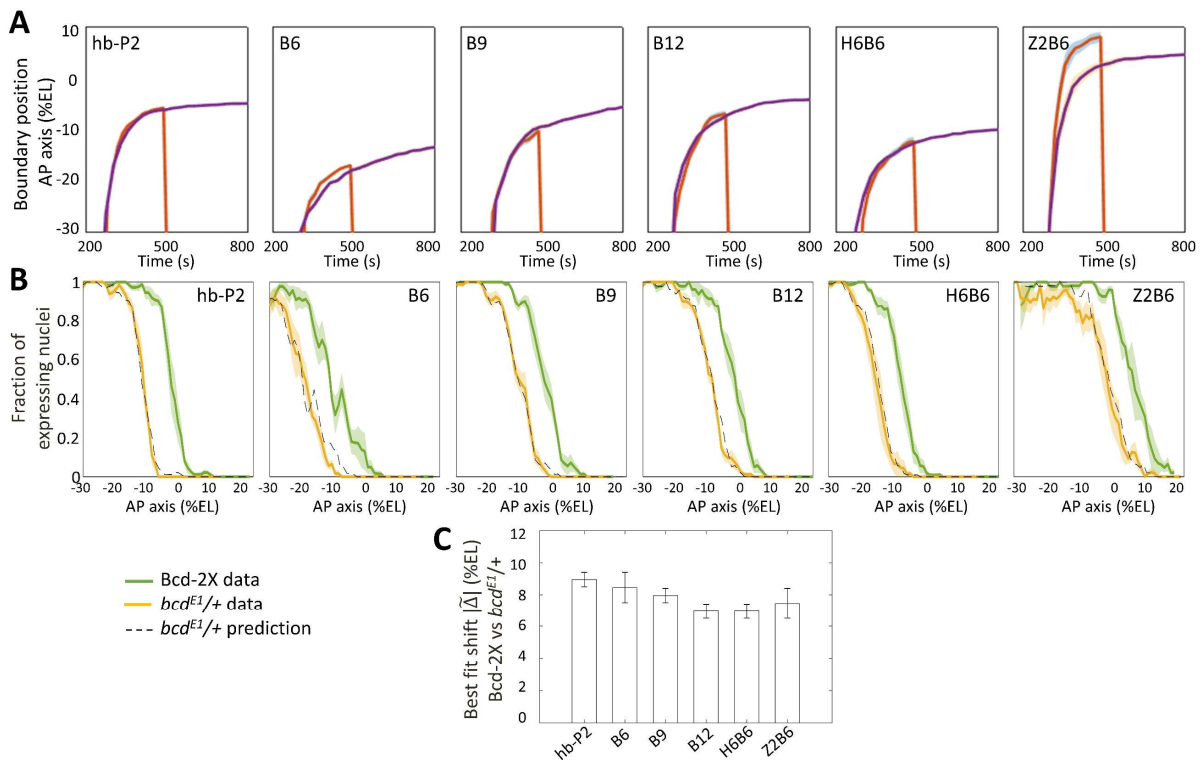 A
hb-P2
B6
B9
B12
H6B6
Z2B6
Boundary position
AP axis (%EL)
10
0
-10
-20
-30
200 500 800
200 500 800
200 500 800
200 500 800
200 500 800
200 500 800
Time (s)
Time (s)
Time (s)
Time (s)
Time (s)
Time (s)
B
hb-P2
B6
B9
B12
H6B6
Z2B6
Fraction of
expressing nuclei
1
0.8
0.6
0.4
0.2
0
-30 -20 -10 0 10 20
-30 -20 -10 0 10 20
-30 -20 -10 0 10 20
-30 -20 -10 0 10 20
-30 -20 -10 0 10 20
-30 -20 -10 0 10 20
AP axis (%EL)
AP axis (%EL)
AP axis (%EL)
AP axis (%EL)
AP axis (%EL)
AP axis (%EL)
Bcd-2X data
bcdE1/+ data
bcdE1/+ prediction
C
Best fit shift |Δ̃| (%EL)
Bcd-2X vs bcdE1/+
12
10
8
6
4
2
0
hb-P2
B6
B9
B12
H6B6
Z2B6